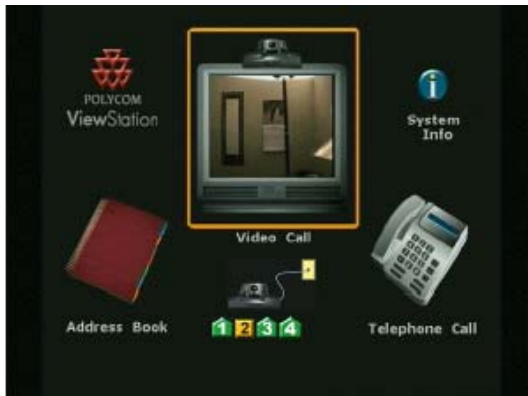 POLYCOM
ViewStation
System
Info
Video Call
Address Book
1 2 3 4
Telephone Call